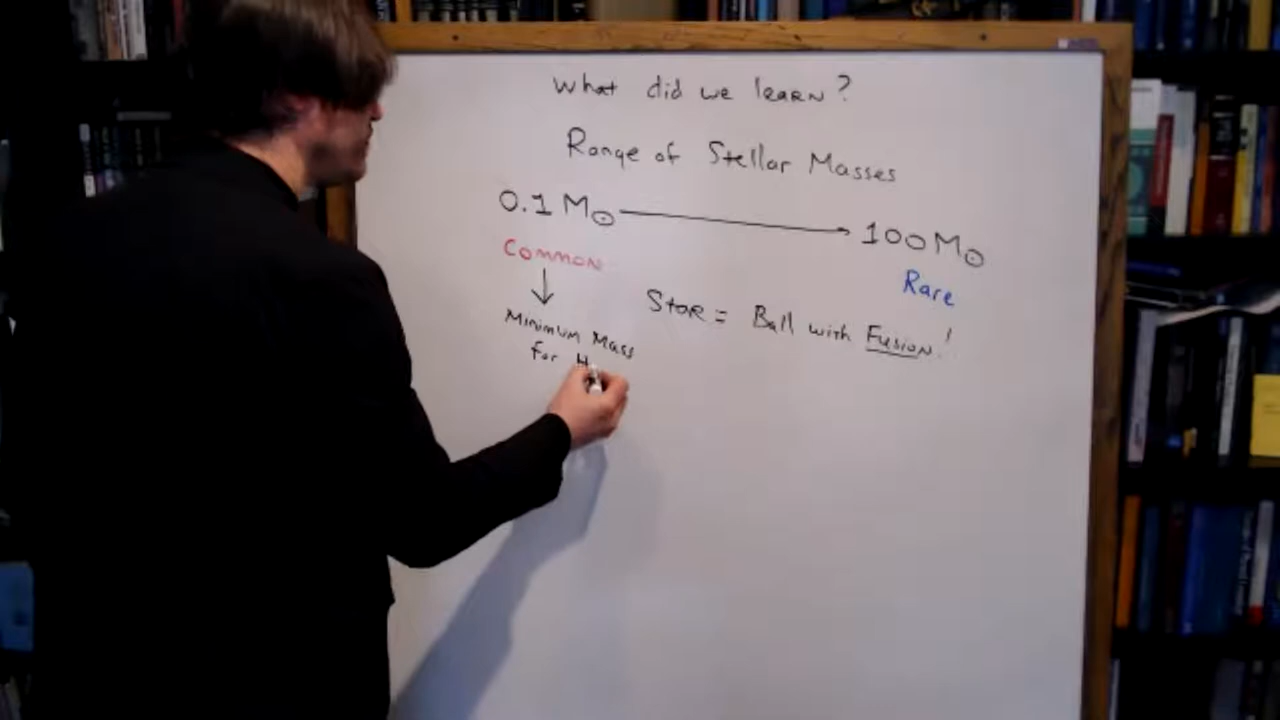 What did we learn?
Range of Stellar Masses
0.1 M☉ → 100 M☉
Common
Rare
↓
Star = Ball with Fusion!
Minimum Mass
for H